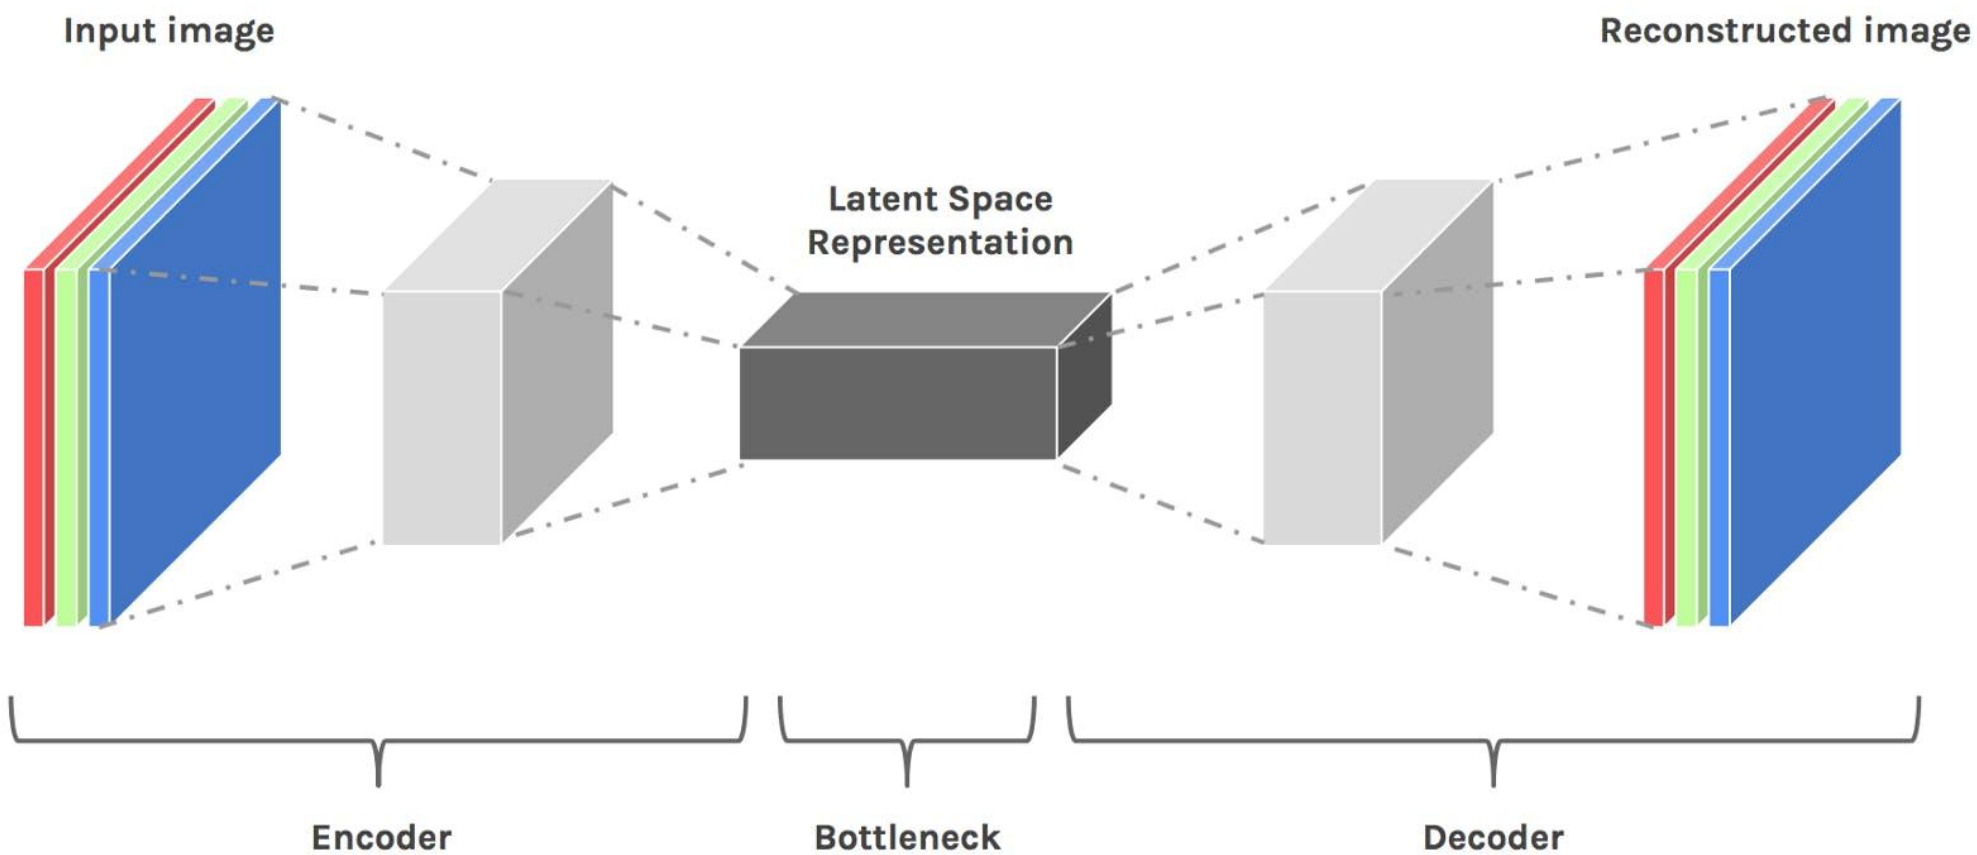 Input image
Reconstructed image
Latent Space
Representation
Encoder
Bottleneck
Decoder